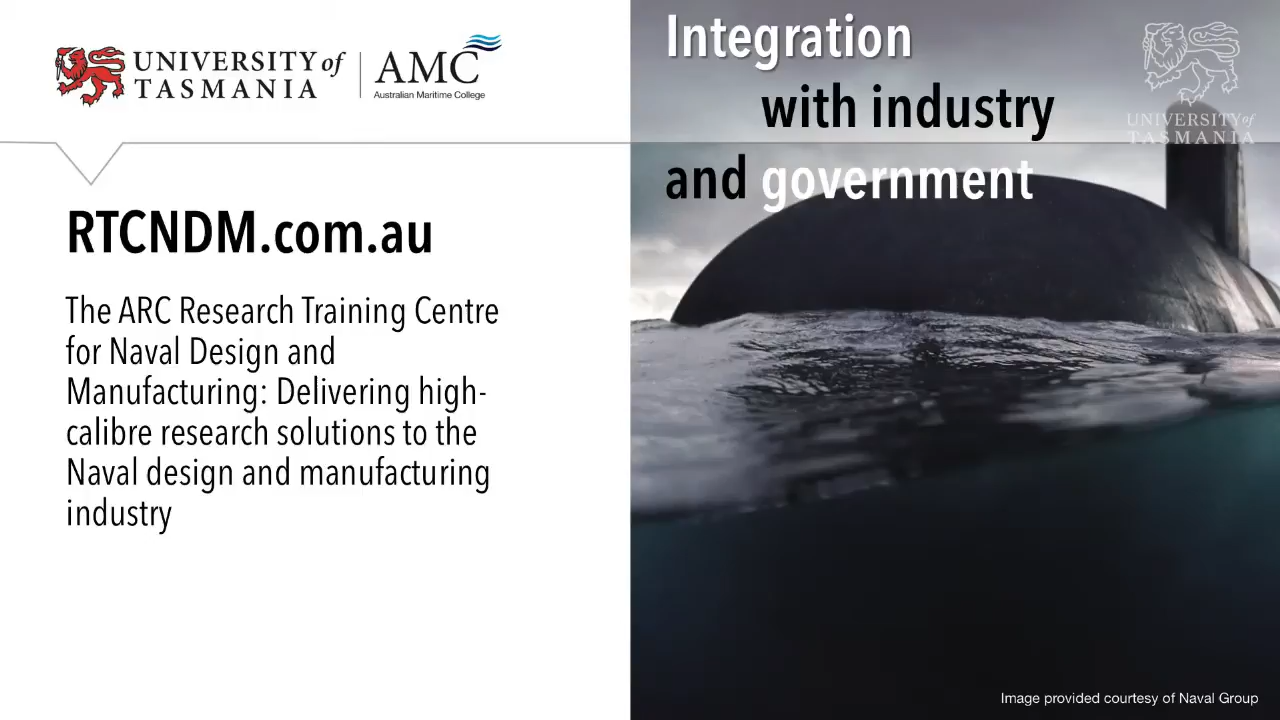 UNIVERSITY of
TASMANIA
AMC
Australian Maritime College
RTCNDM.com.au
The ARC Research Training Centre
for Naval Design and
Manufacturing: Delivering high-
calibre research solutions to the
Naval design and manufacturing
industry
Integration
with industry
and government
UNIVERSITY of
TASMANIA
Image provided courtesy of Naval Group